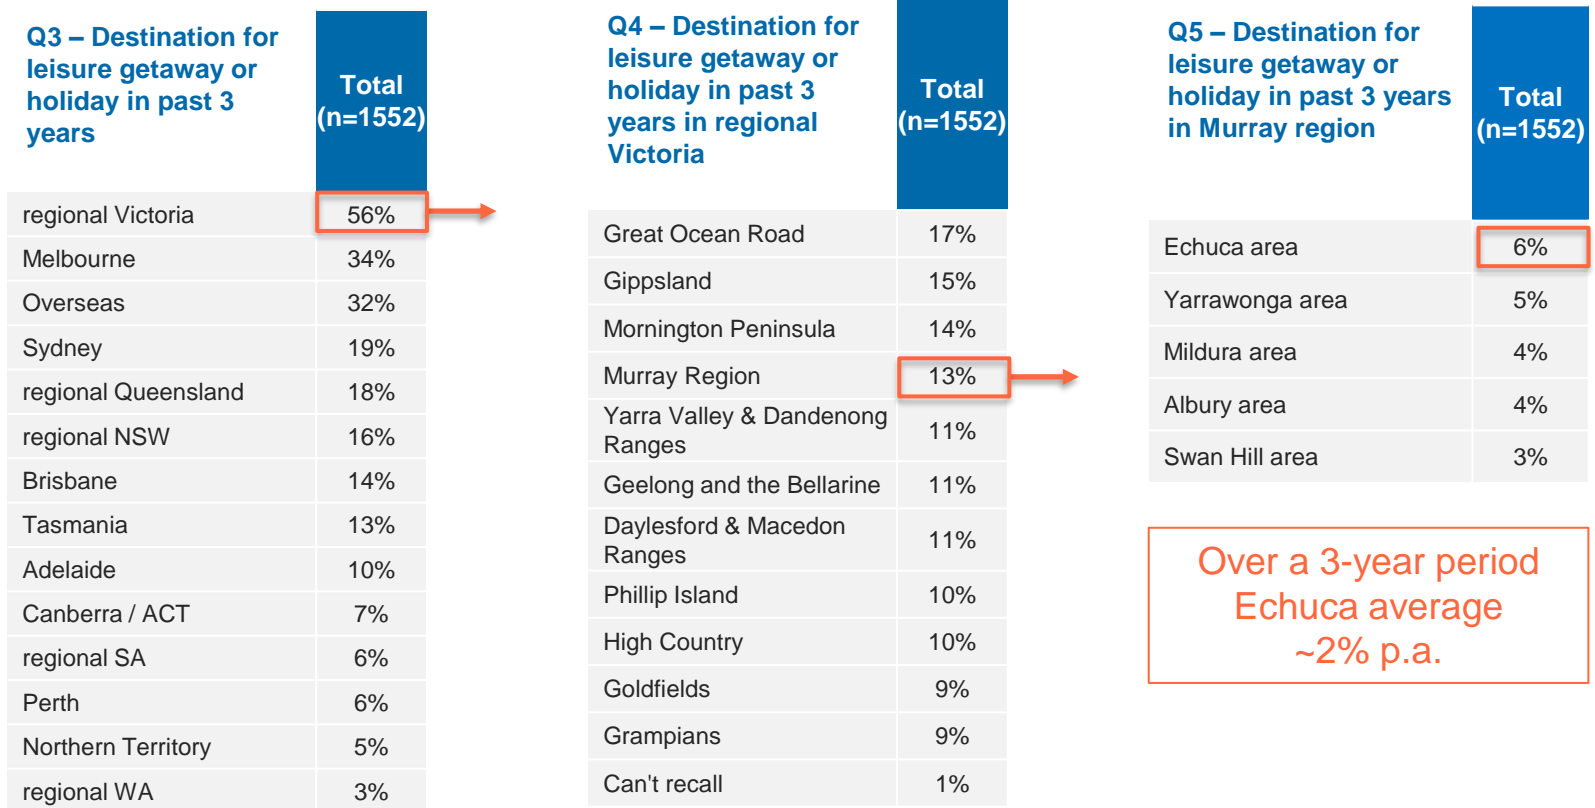 Q3 – Destination for
leisure getaway or
holiday in past 3
years
Total
(n=1552)
regional Victoria 56%
Melbourne 34%
Overseas 32%
Sydney 19%
regional Queensland 18%
regional NSW 16%
Brisbane 14%
Tasmania 13%
Adelaide 10%
Canberra / ACT 7%
regional SA 6%
Perth 6%
Northern Territory 5%
regional WA 3%
Q4 – Destination for
leisure getaway or
holiday in past 3
years in regional
Victoria
Total
(n=1552)
Great Ocean Road 17%
Gippsland 15%
Mornington Peninsula 14%
Murray Region 13%
Yarra Valley & Dandenong
Ranges 11%
Geelong and the Bellarine 11%
Daylesford & Macedon
Ranges 11%
Phillip Island 10%
High Country 10%
Goldfields 9%
Grampians 9%
Can't recall 1%
Q5 – Destination for
leisure getaway or
holiday in past 3 years
in Murray region
Total
(n=1552)
Echuca area 6%
Yarrawonga area 5%
Mildura area 4%
Albury area 4%
Swan Hill area 3%
Over a 3-year period
Echuca average
~2% p.a.